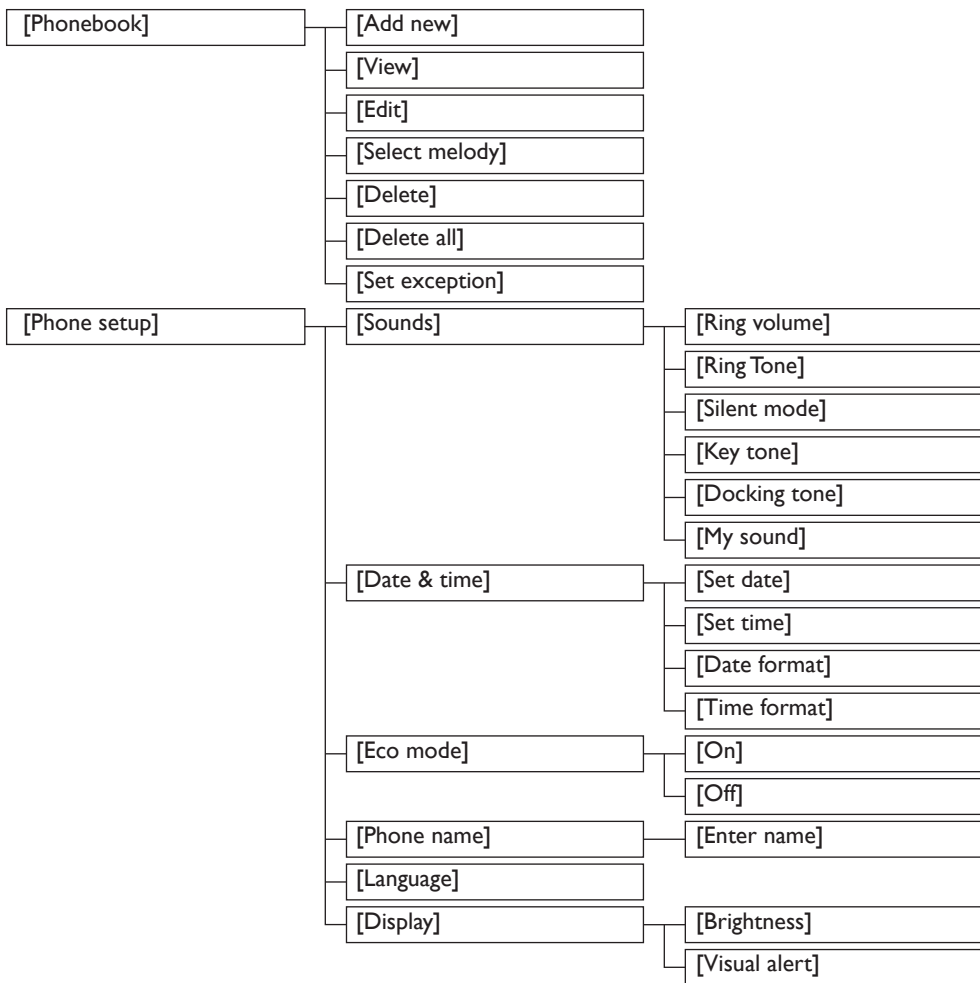 [Phonebook] [Add new]
[View]
[Edit]
[Select melody]
[Delete]
[Delete all]
[Set exception]
[Phone setup] [Sounds] [Ring volume]
[Ring Tone]
[Silent mode]
[Key tone]
[Docking tone]
[My sound]
[Date & time] [Set date]
[Set time]
[Date format]
[Time format]
[Eco mode] [On]
[Off]
[Phone name] [Enter name]
[Language]
[Display] [Brightness]
[Visual alert]